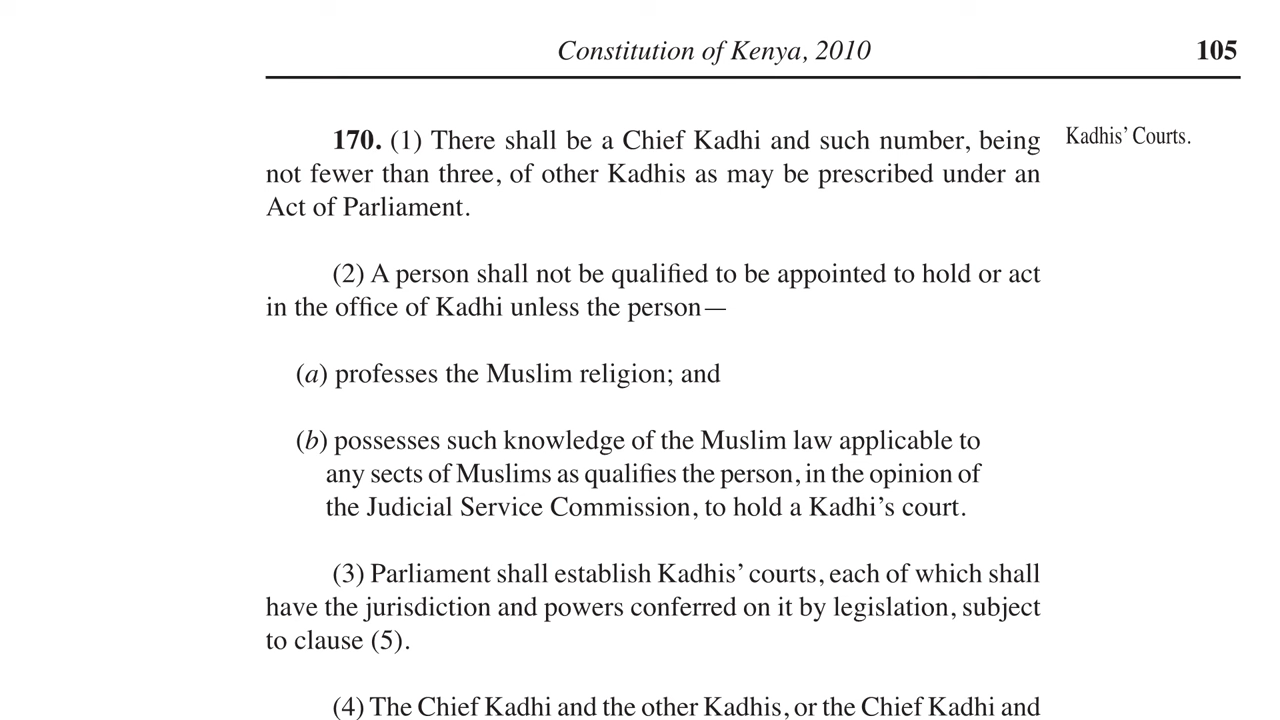 Constitution of Kenya, 2010 105
170. (1) There shall be a Chief Kadhi and such number, being Kadhis’ Courts.
not fewer than three, of other Kadhis as may be prescribed under an
Act of Parliament.
(2) A person shall not be qualified to be appointed to hold or act
in the office of Kadhi unless the person—
(a) professes the Muslim religion; and
(b) possesses such knowledge of the Muslim law applicable to
any sects of Muslims as qualifies the person, in the opinion of
the Judicial Service Commission, to hold a Kadhi’s court.
(3) Parliament shall establish Kadhis’ courts, each of which shall
have the jurisdiction and powers conferred on it by legislation, subject
to clause (5).
(4) The Chief Kadhi and the other Kadhis, or the Chief Kadhi and